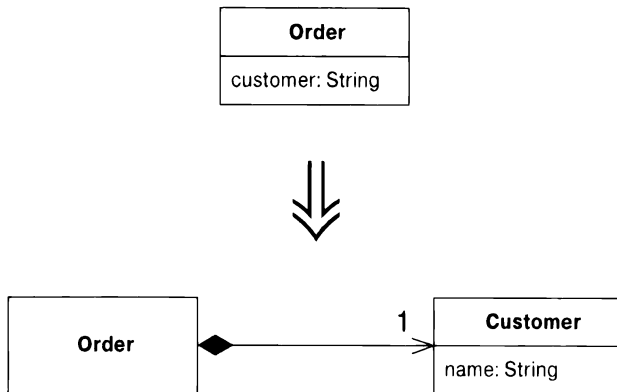 Order
customer: String
1
Order
Customer
name: String